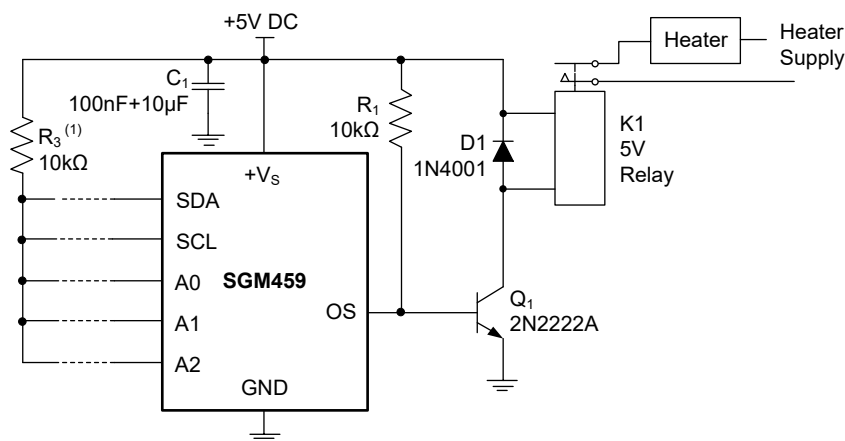 +5V DC
C1
100nF+10μF
R3 (1)
10kΩ
R1
10kΩ
D1
1N4001
Heater
Heater
Supply
K1
5V
Relay
+VS
SDA
SCL
A0
A1
A2
SGM459
OS
GND
Q1
2N2222A